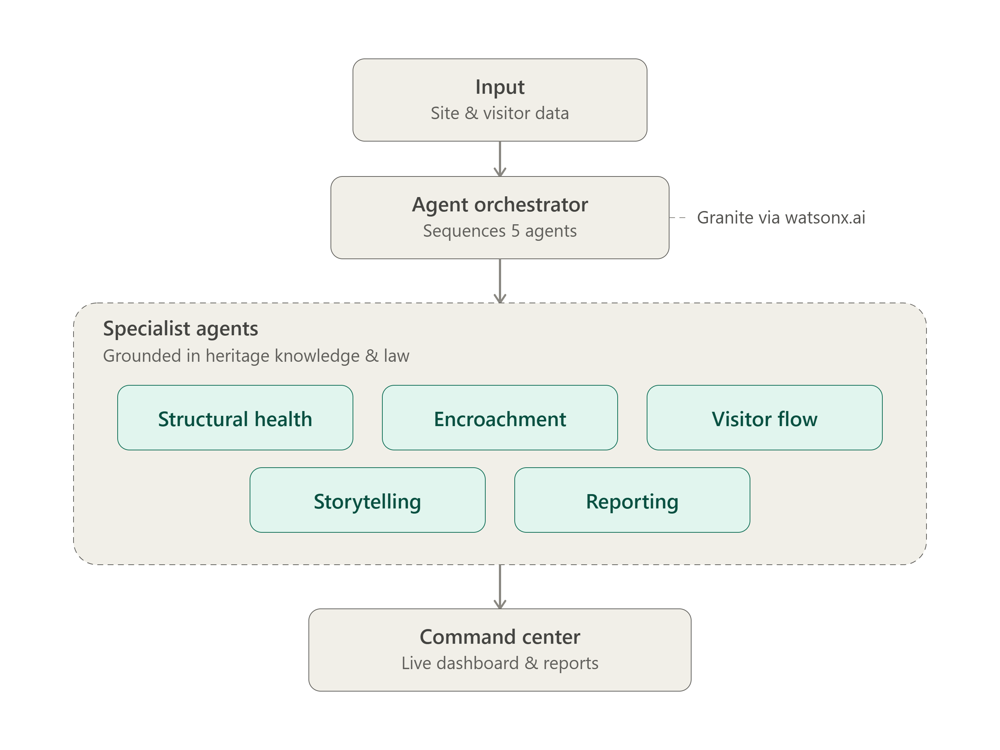 Input
Site & visitor data
Agent orchestrator
Sequences 5 agents
Granite via watsonx.ai
Specialist agents
Grounded in heritage knowledge & law
Structural health
Encroachment
Visitor flow
Storytelling
Reporting
Command center
Live dashboard & reports